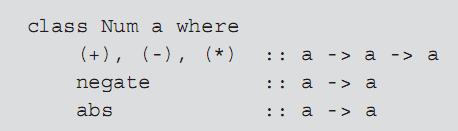 class Num a where
    (+), (-), (*)  :: a -> a -> a
    negate         :: a -> a
    abs            :: a -> a